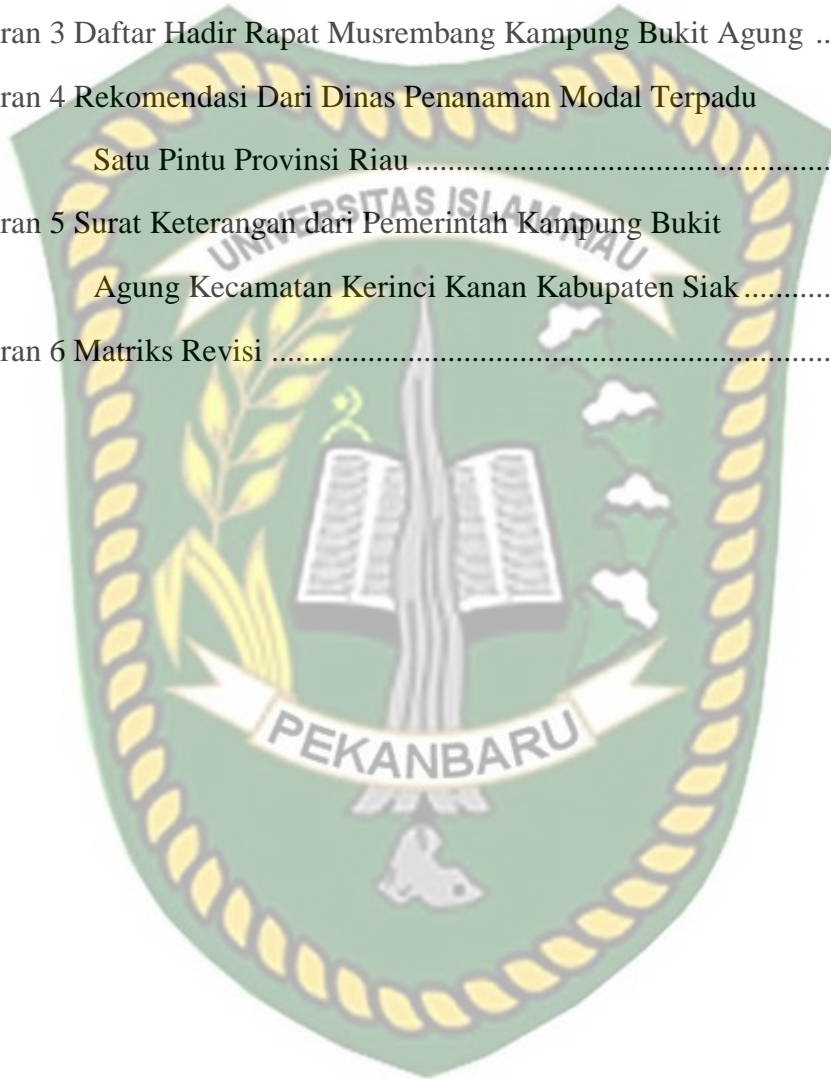 ran 3 Daftar Hadir Rapat Musrembang Kampung Bukit Agung ..
ran 4 Rekomendasi Dari Dinas Penanaman Modal Terpadu
Satu Pintu Provinsi Riau .....................................................
ran 5 Surat Keterangan dari Pemerintah Kampung Bukit
Agung Kecamatan Kerinci Kanan Kabupaten Siak ...........
ran 6 Matriks Revisi .......................................................................
UNIVERSITAS ISLAM RIAU
PEKANBARU